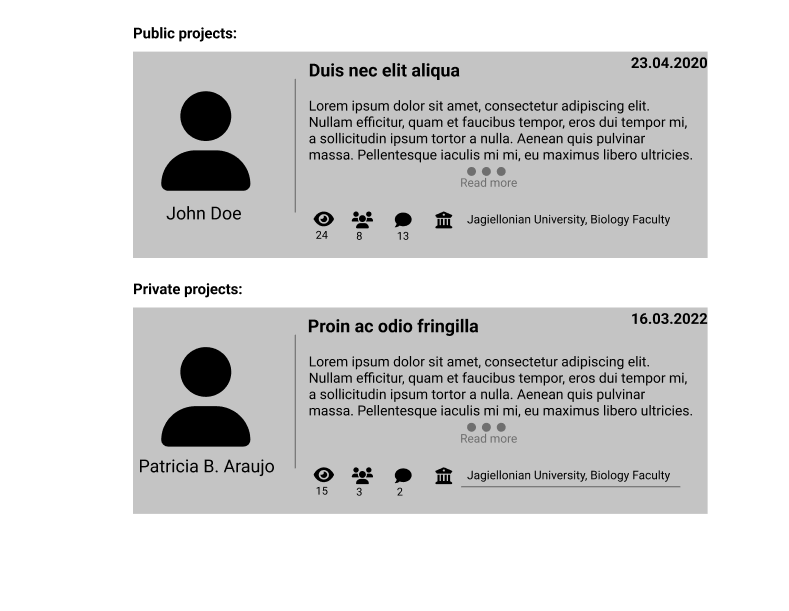 Public projects:
23.04.2020
Duis nec elit aliqua
Lorem ipsum dolor sit amet, consectetur adipiscing elit.
Nullam efficitur, quam et faucibus tempor, eros dui tempor mi,
a sollicitudin ipsum tortor a nulla. Aenean quis pulvinar
massa. Pellentesque iaculis mi mi, eu maximus libero ultricies.
Read more
John Doe
24 8 13 Jagiellonian University, Biology Faculty
Private projects:
16.03.2022
Proin ac odio fringilla
Lorem ipsum dolor sit amet, consectetur adipiscing elit.
Nullam efficitur, quam et faucibus tempor, eros dui tempor mi,
a sollicitudin ipsum tortor a nulla. Aenean quis pulvinar
massa. Pellentesque iaculis mi mi, eu maximus libero ultricies.
Read more
Patricia B. Araujo
15 3 2 Jagiellonian University, Biology Faculty